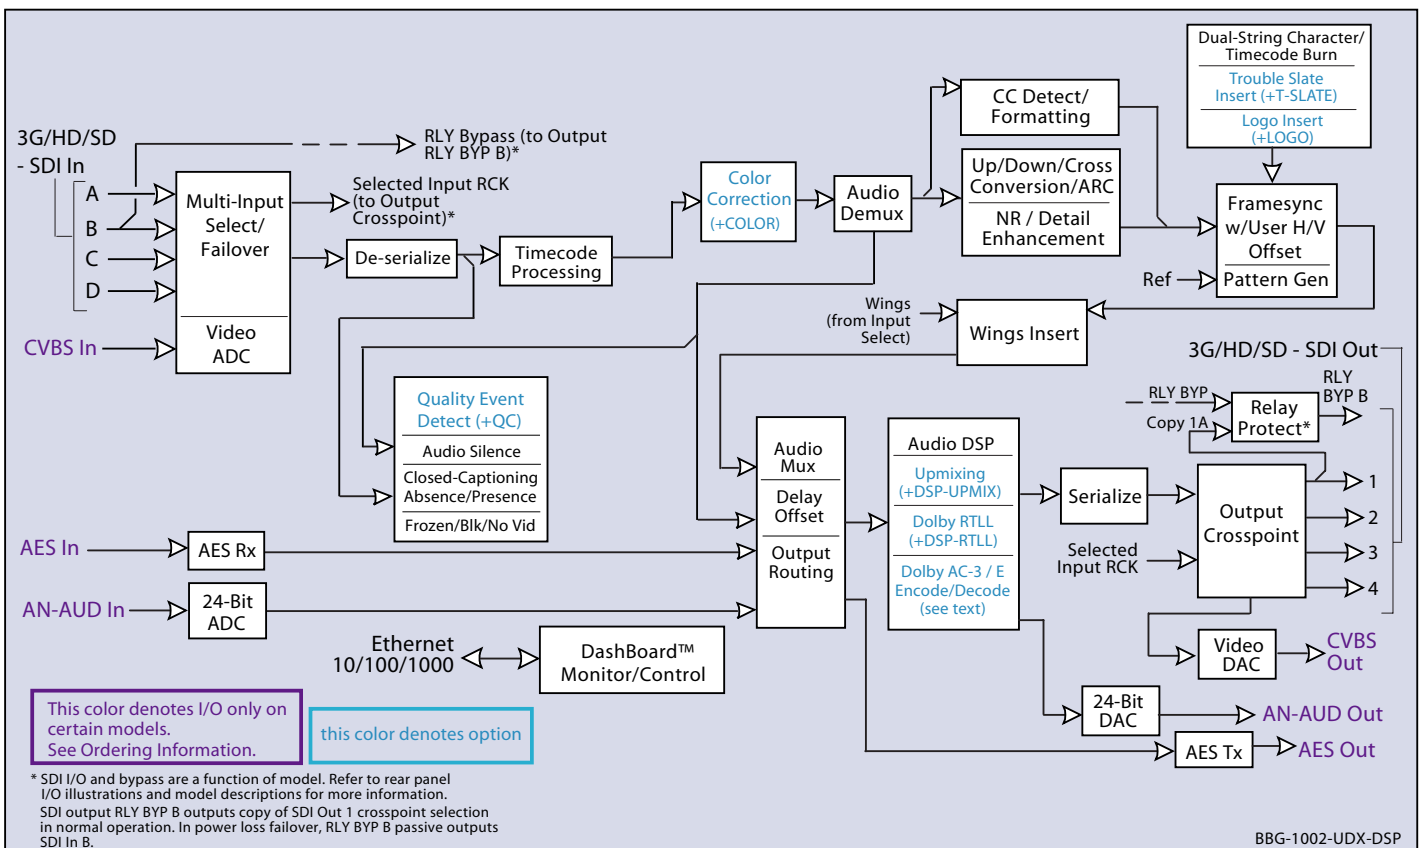 3G/HD/SD
- SDI In
A
B
C
D
CVBS In
Multi-Input
Select/
Failover
Video
ADC
RLY Bypass (to Output
RLY BYP B)*
Selected Input RCK
(to Output
Crosspoint)*
De-serialize
Timecode
Processing
Color
Correction
(+COLOR)
Audio
Demux
CC Detect/
Formatting
Up/Down/Cross
Conversion/ARC
NR / Detail
Enhancement
Dual-String Character/
Timecode Burn
Trouble Slate
Insert (+T-SLATE)
Logo Insert
(+LOGO)
Framesync
w/User H/V
Offset
Pattern Gen
Ref
Wings
(from Input
Select)
Wings Insert
Quality Event
Detect (+QC)
Audio Silence
Closed-Captioning
Absence/Presence
Frozen/Blk/No Vid
AES In
AES Rx
AN-AUD In
24-Bit
ADC
Ethernet
10/100/1000
DashBoard™
Monitor/Control
Audio
Mux
Delay
Offset
Output
Routing
Audio DSP
Upmixing
(+DSP-UPMIX)
Dolby RTLL
(+DSP-RTLL)
Dolby AC-3 / E
Encode/Decode
(see text)
Serialize
Selected
Input RCK
3G/HD/SD - SDI Out
RLY BYP
Copy 1A
Relay
Protect*
RLY
BYP B
Output
Crosspoint
1
2
3
4
Video
DAC
CVBS
Out
24-Bit
DAC
AN-AUD Out
AES Tx
AES Out
This color denotes I/O only on
certain models.
See Ordering Information.
this color denotes option
* SDI I/O and bypass are a function of model. Refer to rear panel
I/O illustrations and model descriptions for more information.
SDI output RLY BYP B outputs copy of SDI Out 1 crosspoint selection
in normal operation. In power loss failover, RLY BYP B passive outputs
SDI In B.
BBG-1002-UDX-DSP